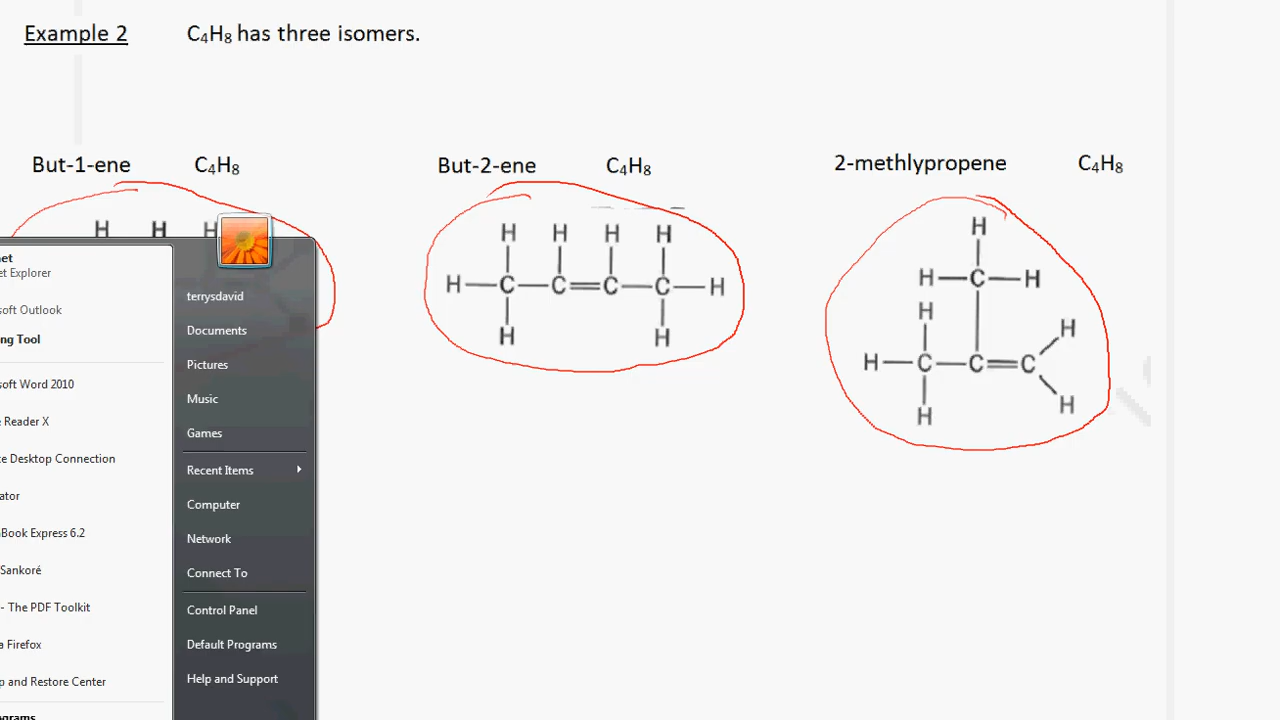 Example 2 C₄H₈ has three isomers.
But-1-ene C₄H₈ But-2-ene C₄H₈ 2-methlypropene C₄H₈
H H H
H H H H
H C C C C H
H H
H
H C H
H
H C C C H
H
H H
net
et Explorer
soft Outlook
ng Tool
soft Word 2010
e Reader X
te Desktop Connection
ator
Book Express 6.2
Sankoré
- The PDF Toolkit
a Firefox
p and Restore Center
ograms
terrysdavid
Documents
Pictures
Music
Games
Recent Items
Computer
Network
Connect To
Control Panel
Default Programs
Help and Support